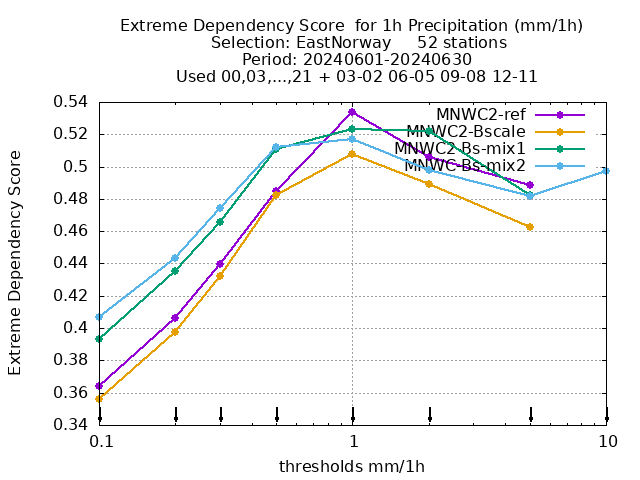 Extreme Dependency Score  for 1h Precipitation (mm/1h)
Selection: EastNorway     52 stations
Period: 20240601-20240630
Used 00,03,...,21 + 03-02 06-05 09-08 12-11
MNWC2-ref
MNWC2-Bscale
MNWC2-Bs-mix1
MNWC-Bs-mix2
Extreme Dependency Score
0.54
0.52
0.5
0.48
0.46
0.44
0.42
0.4
0.38
0.36
0.34
0.1
1
10
thresholds mm/1h